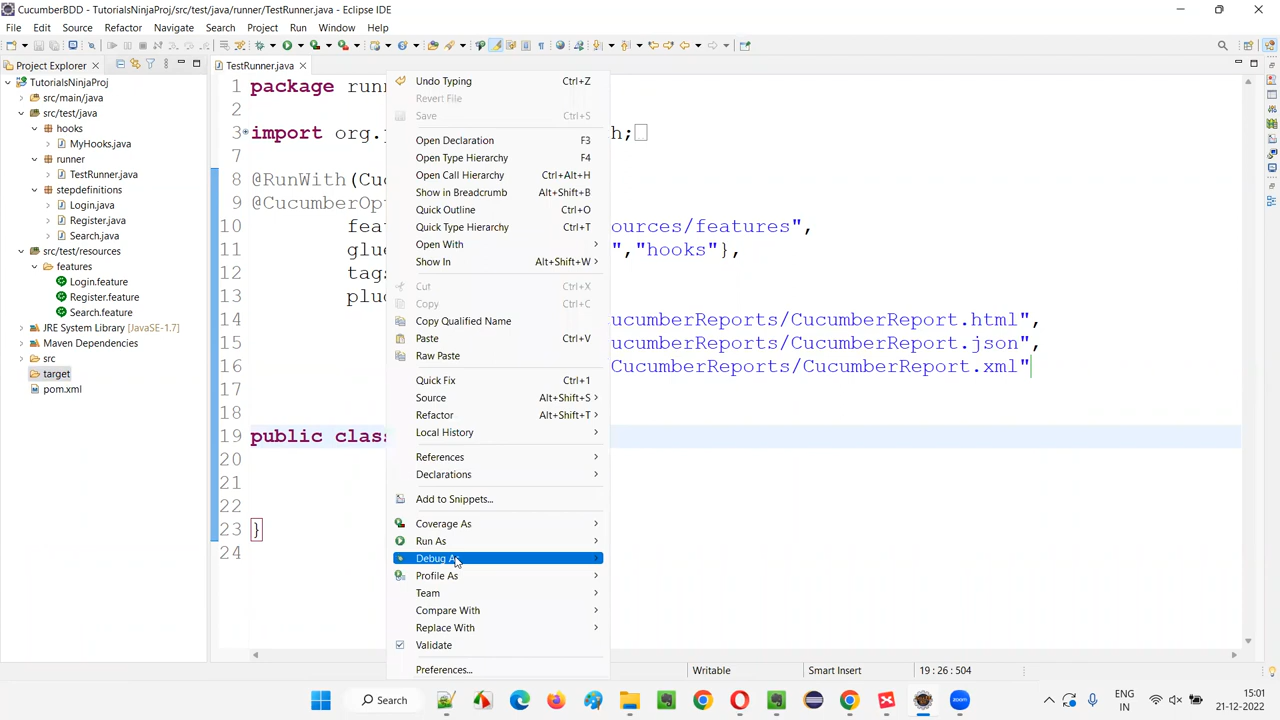 CucumberBDD - TutorialsNinjaProj/src/test/java/runner/TestRunner.java - Eclipse IDE
File Edit Source Refactor Navigate Search Project Run Window Help
Project Explorer
TestRunner.java
TutorialsNinjaProj
src/main/java
src/test/java
hooks
MyHooks.java
runner
TestRunner.java
stepdefinitions
Login.java
Register.java
Search.java
src/test/resources
features
Login.feature
Register.feature
Search.feature
JRE System Library [JavaSE-1.7]
Maven Dependencies
src
target
pom.xml
1 package run
2
3 import org. h;
7
8 @RunWith(Cu
9 @CucumberOp
10 fea ources/features",
11 glue ","hooks"},
12 tags
13 plu
14 ucumberReports/CucumberReport.html",
15 ucumberReports/CucumberReport.json",
16 CucumberReports/CucumberReport.xml"
17
18
19 public clas
20
21
22
23 }
24
Undo Typing Ctrl+Z
Revert File
Save Ctrl+S
Open Declaration F3
Open Type Hierarchy F4
Open Call Hierarchy Ctrl+Alt+H
Show in Breadcrumb Alt+Shift+B
Quick Outline Ctrl+O
Quick Type Hierarchy Ctrl+T
Open With
Show In Alt+Shift+W
Cut Ctrl+X
Copy Ctrl+C
Copy Qualified Name
Paste Ctrl+V
Raw Paste
Quick Fix Ctrl+1
Source Alt+Shift+S
Refactor Alt+Shift+T
Local History
References
Declarations
Add to Snippets...
Coverage As
Run As
Debug As
Profile As
Team
Compare With
Replace With
Validate
Preferences...
Writable Smart Insert 19 : 26 : 504
Search
ENG
IN
15:01
21-12-2022